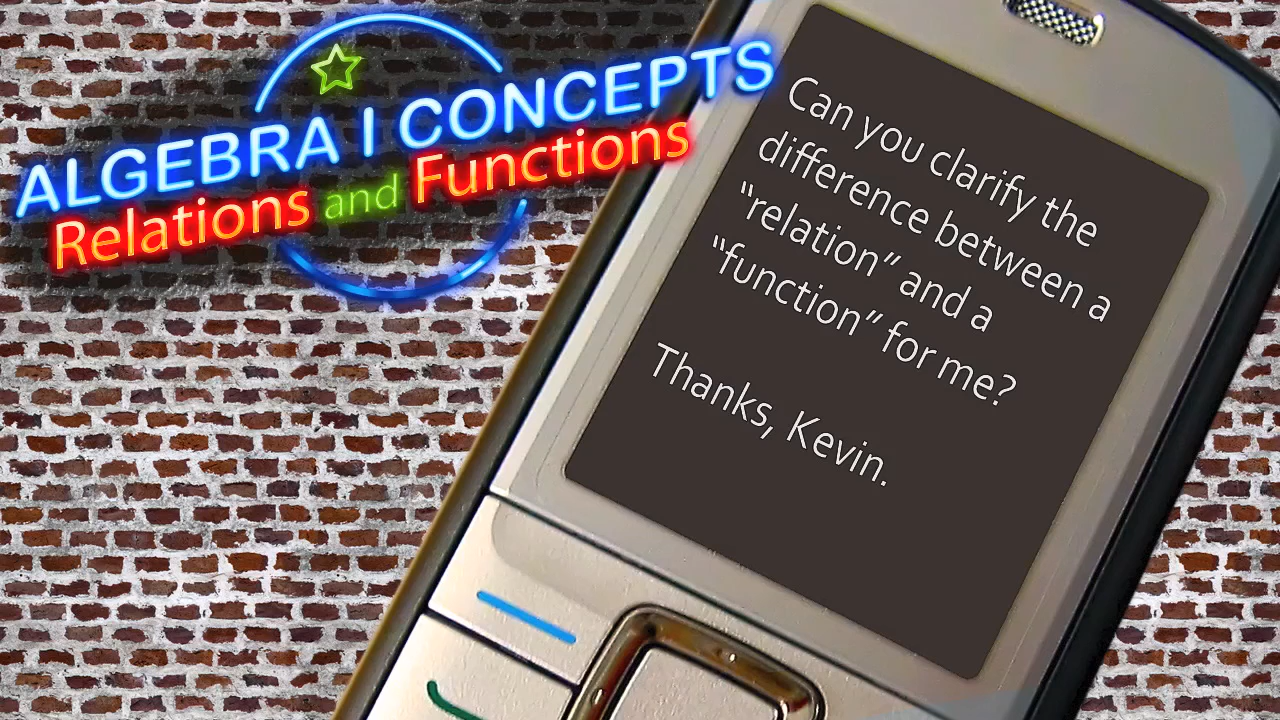 ALGEBRA I CONCEPTS
Relations and Functions
Can you clarify the
difference between a
“relation” and a
“function” for me?
Thanks, Kevin.